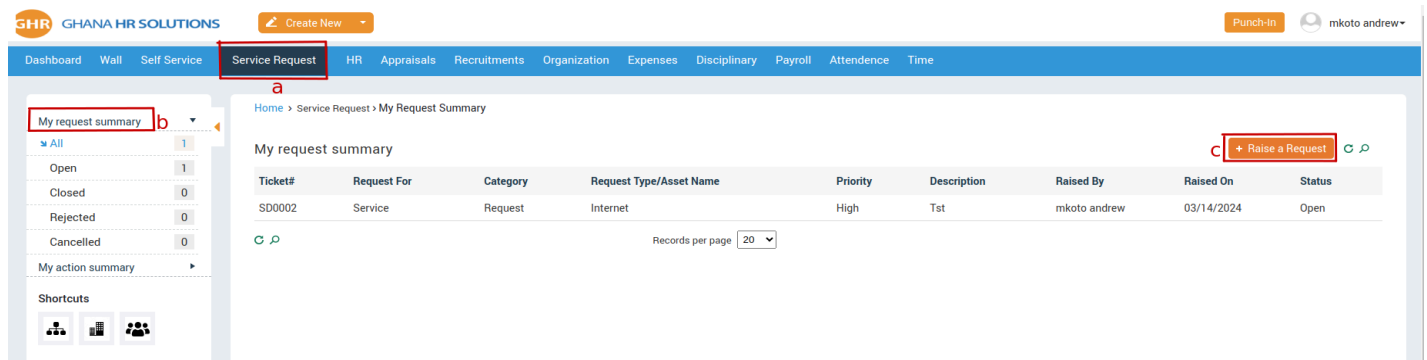 GHR GHANA HR SOLUTIONS Create New Punch-In mkoto andrew
Dashboard Wall Self Service Service Request HR Appraisals Recruitments Organization Expenses Disciplinary Payroll Attendence Time
a
Home › Service Request › My Request Summary
My request summary b
All 1
Open 1
Closed 0
Rejected 0
Cancelled 0
My action summary
Shortcuts
My request summary c + Raise a Request
Ticket# Request For Category Request Type/Asset Name Priority Description Raised By Raised On Status
SD0002 Service Request Internet High Tst mkoto andrew 03/14/2024 Open
Records per page 20